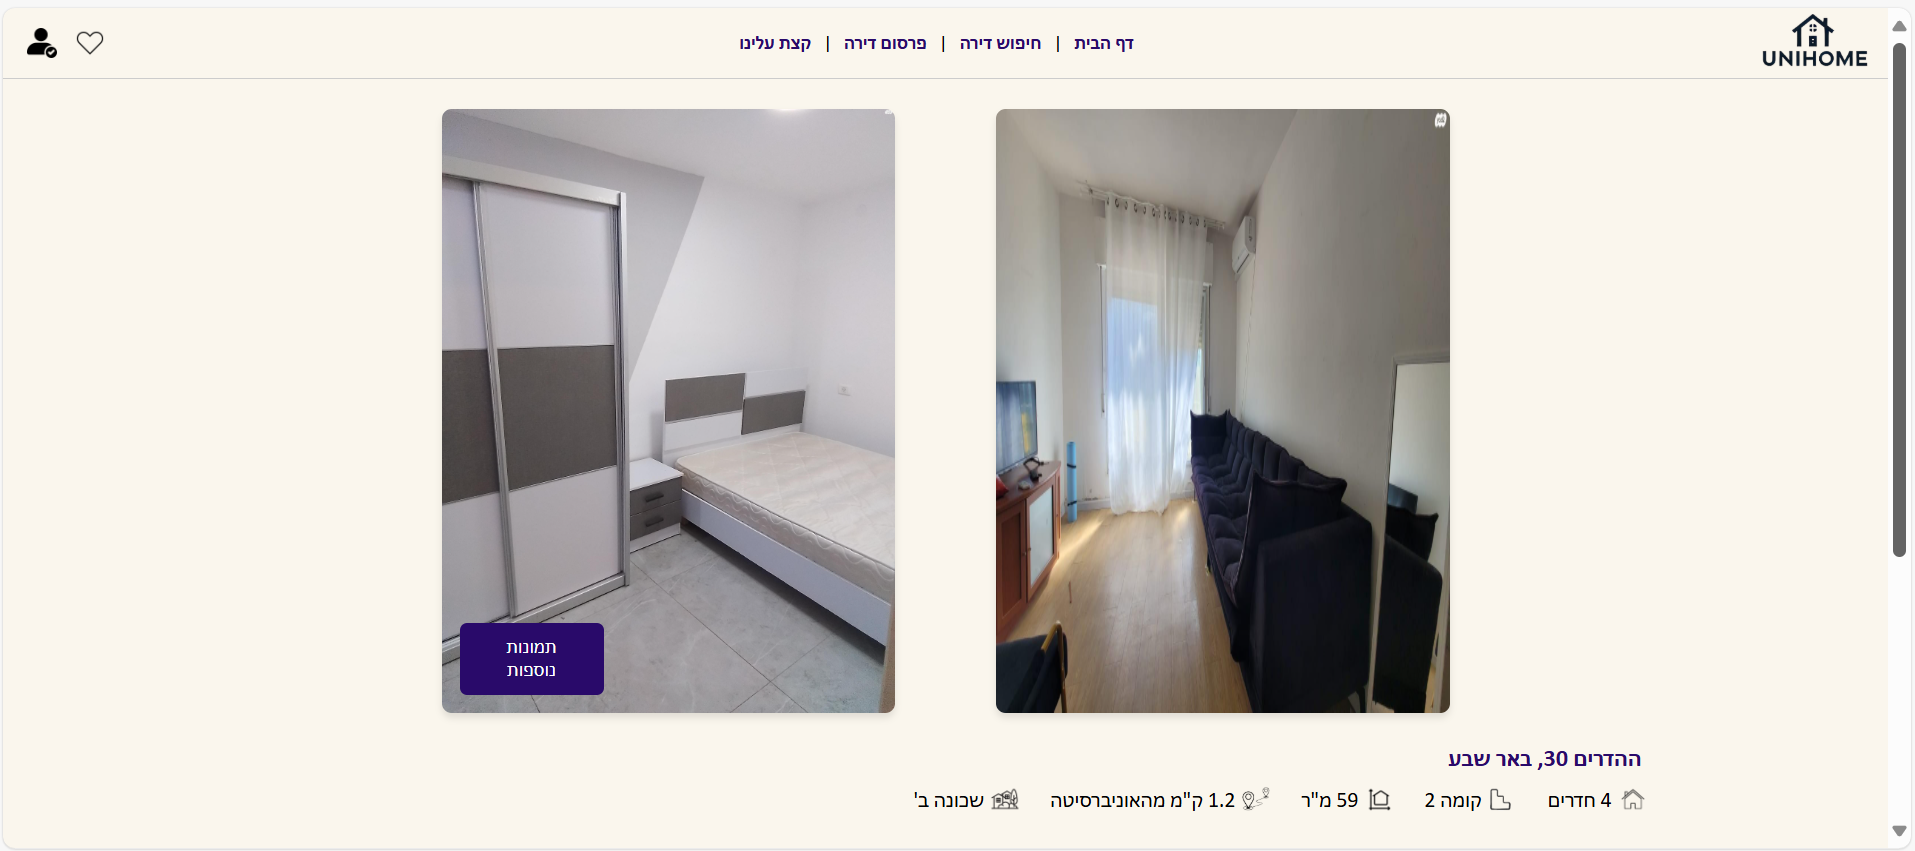 UNIHOME
דף הבית | חיפוש דירה | פרסום דירה | קצת עלינו
תמונות
נוספות
ההדרים 30, באר שבע
4 חדרים קומה 2 59 מ"ר 1.2 ק"מ מהאוניברסיטה שכונה ב'